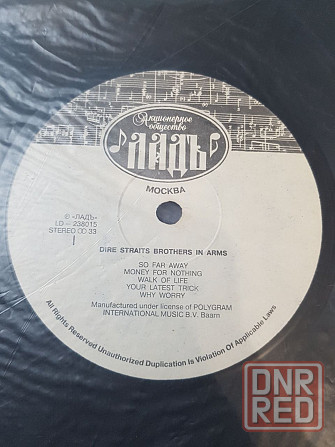 Акционерное
общество
ЛАДЪ
МОСКВА
℗ «ЛАДЪ»
LD – 238015
STEREO ꝎO 33
I
DIRE STRAITS BROTHERS IN ARMS
SO FAR AWAY
MONEY FOR NOTHING
WALK OF LIFE
YOUR LATEST TRICK
WHY WORRY
Manufactured under license of POLYGRAM
INTERNATIONAL MUSIC B.V. Baarn
All Rights Reserved Unauthorized Duplication is Violation Of Applicable Laws
DNR
RED